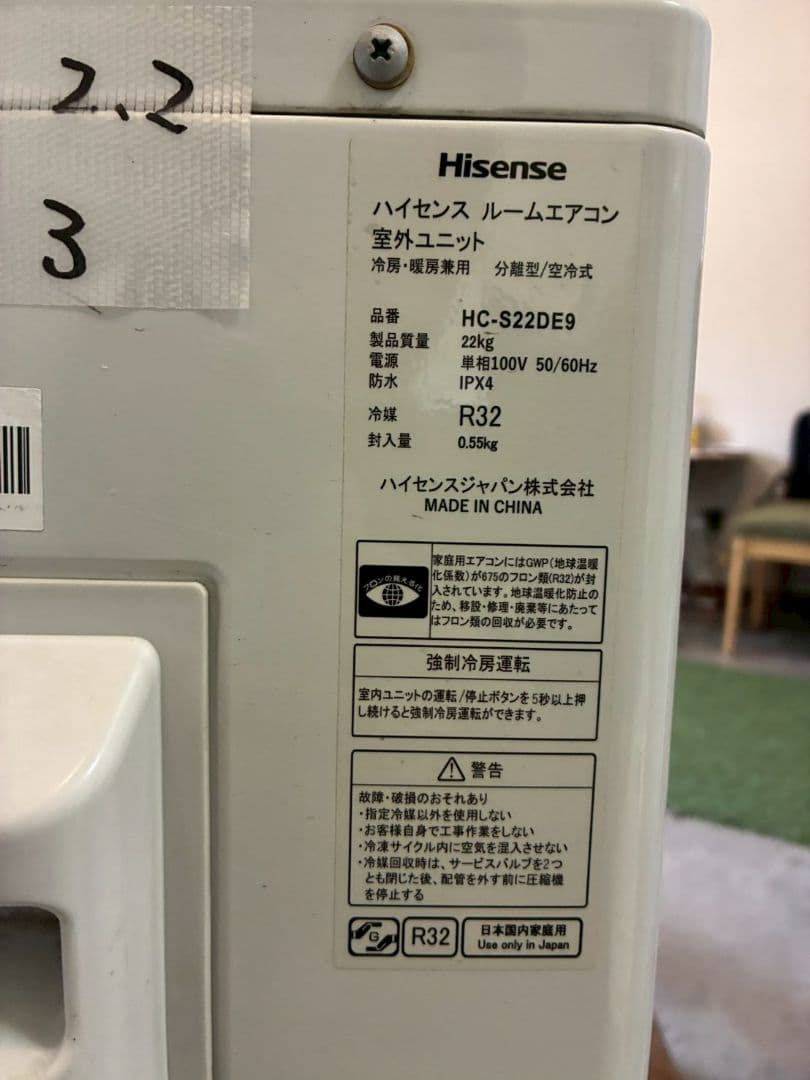 2.2
3
Hisense
ハイセンス ルームエアコン
室外ユニット
冷房・暖房兼用 分離型/空冷式
品番 HC-S22DE9
製品質量 22kg
電源 単相100V 50/60Hz
防水 IPX4
冷媒 R32
封入量 0.55kg
ハイセンスジャパン株式会社
MADE IN CHINA
フロンの見える化
家庭用エアコンにはGWP(地球温暖
化係数)が675のフロン類(R32)が封
入されています。地球温暖化防止の
ため、移設・修理・廃棄等にあたって
はフロン類の回収が必要です。
強制冷房運転
室内ユニットの運転/停止ボタンを5秒以上押
し続けると強制冷房運転ができます。
警告
故障・破損のおそれあり
・指定冷媒以外を使用しない
・お客様自身で工事作業をしない
・冷凍サイクル内に空気を混入させない
・冷媒回収時は、サービスバルブを2つ
とも閉じた後、配管を外す前に圧縮機
を停止する
G
R32
日本国内家庭用
Use only in Japan